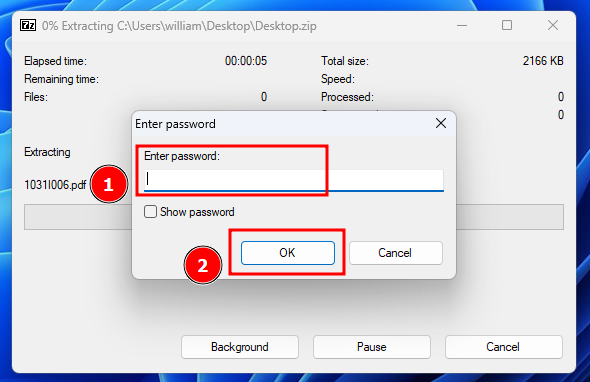 7z 0% Extracting C:\Users\william\Desktop\Desktop.zip
Elapsed time: 00:00:05 Total size: 2166 KB
Remaining time: Speed:
Files: 0 Processed: 0
0
Enter password
Extracting
Enter password:
1031I006.pdf
1
Show password
2
OK Cancel
Background Pause Cancel